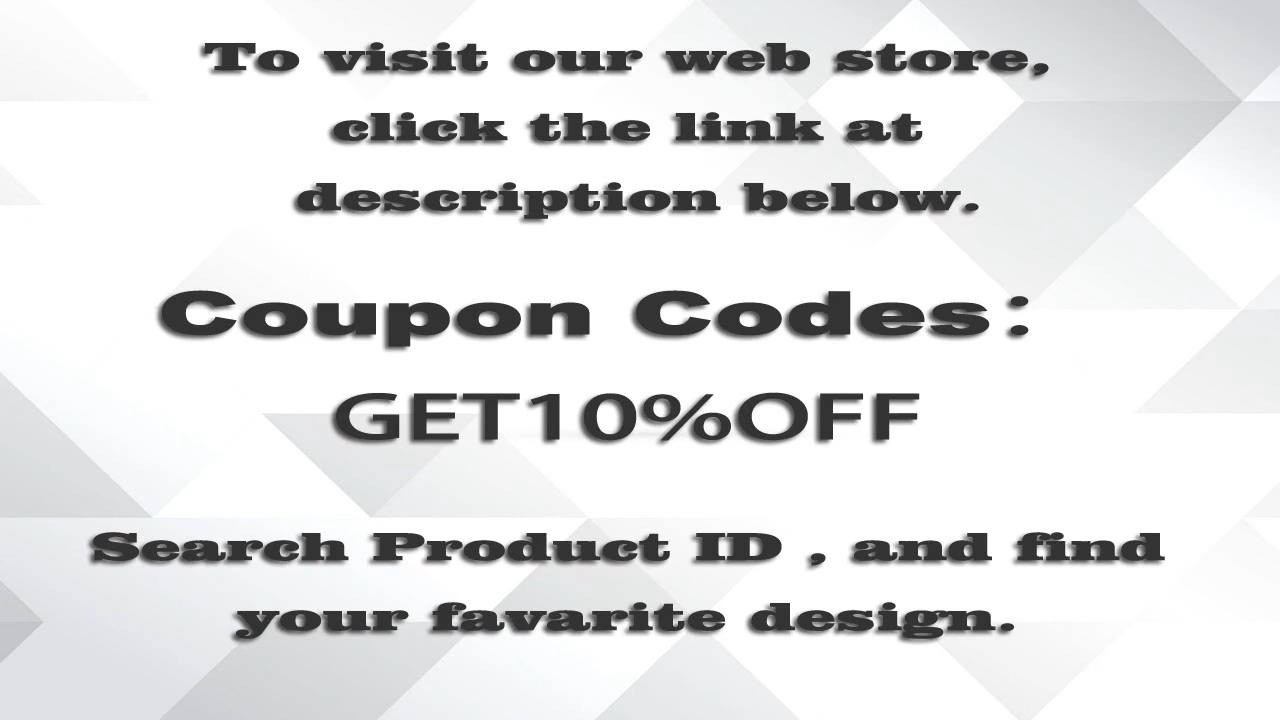 To visit our web store,
click the link at
description below.
Coupon Codes:
GET10%OFF
Search Product ID , and find
your favarite design.